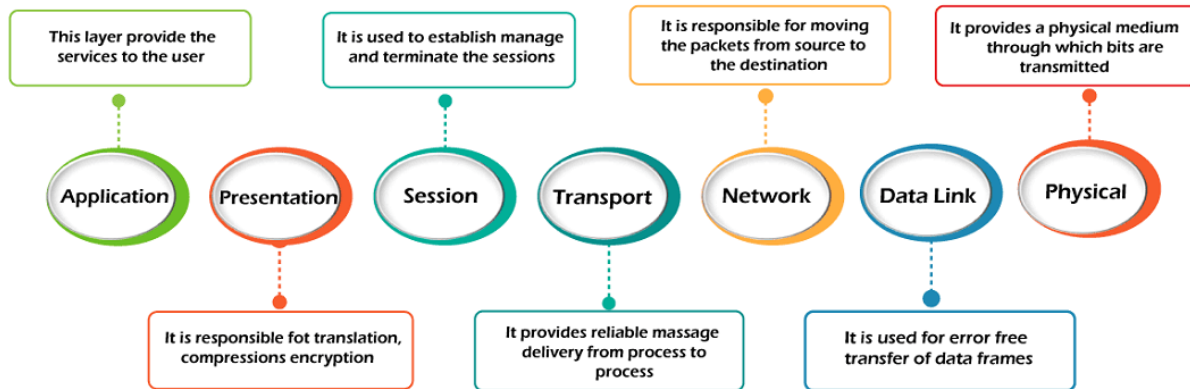 This layer provide the
services to the user
It is used to establish manage
and terminate the sessions
It is responsible for moving
the packets from source to
the destination
It provides a physical medium
through which bits are
transmitted
Application
Presentation
Session
Transport
Network
Data Link
Physical
It is responsible fot translation,
compressions encryption
It provides reliable massage
delivery from process to
process
It is used for error free
transfer of data frames